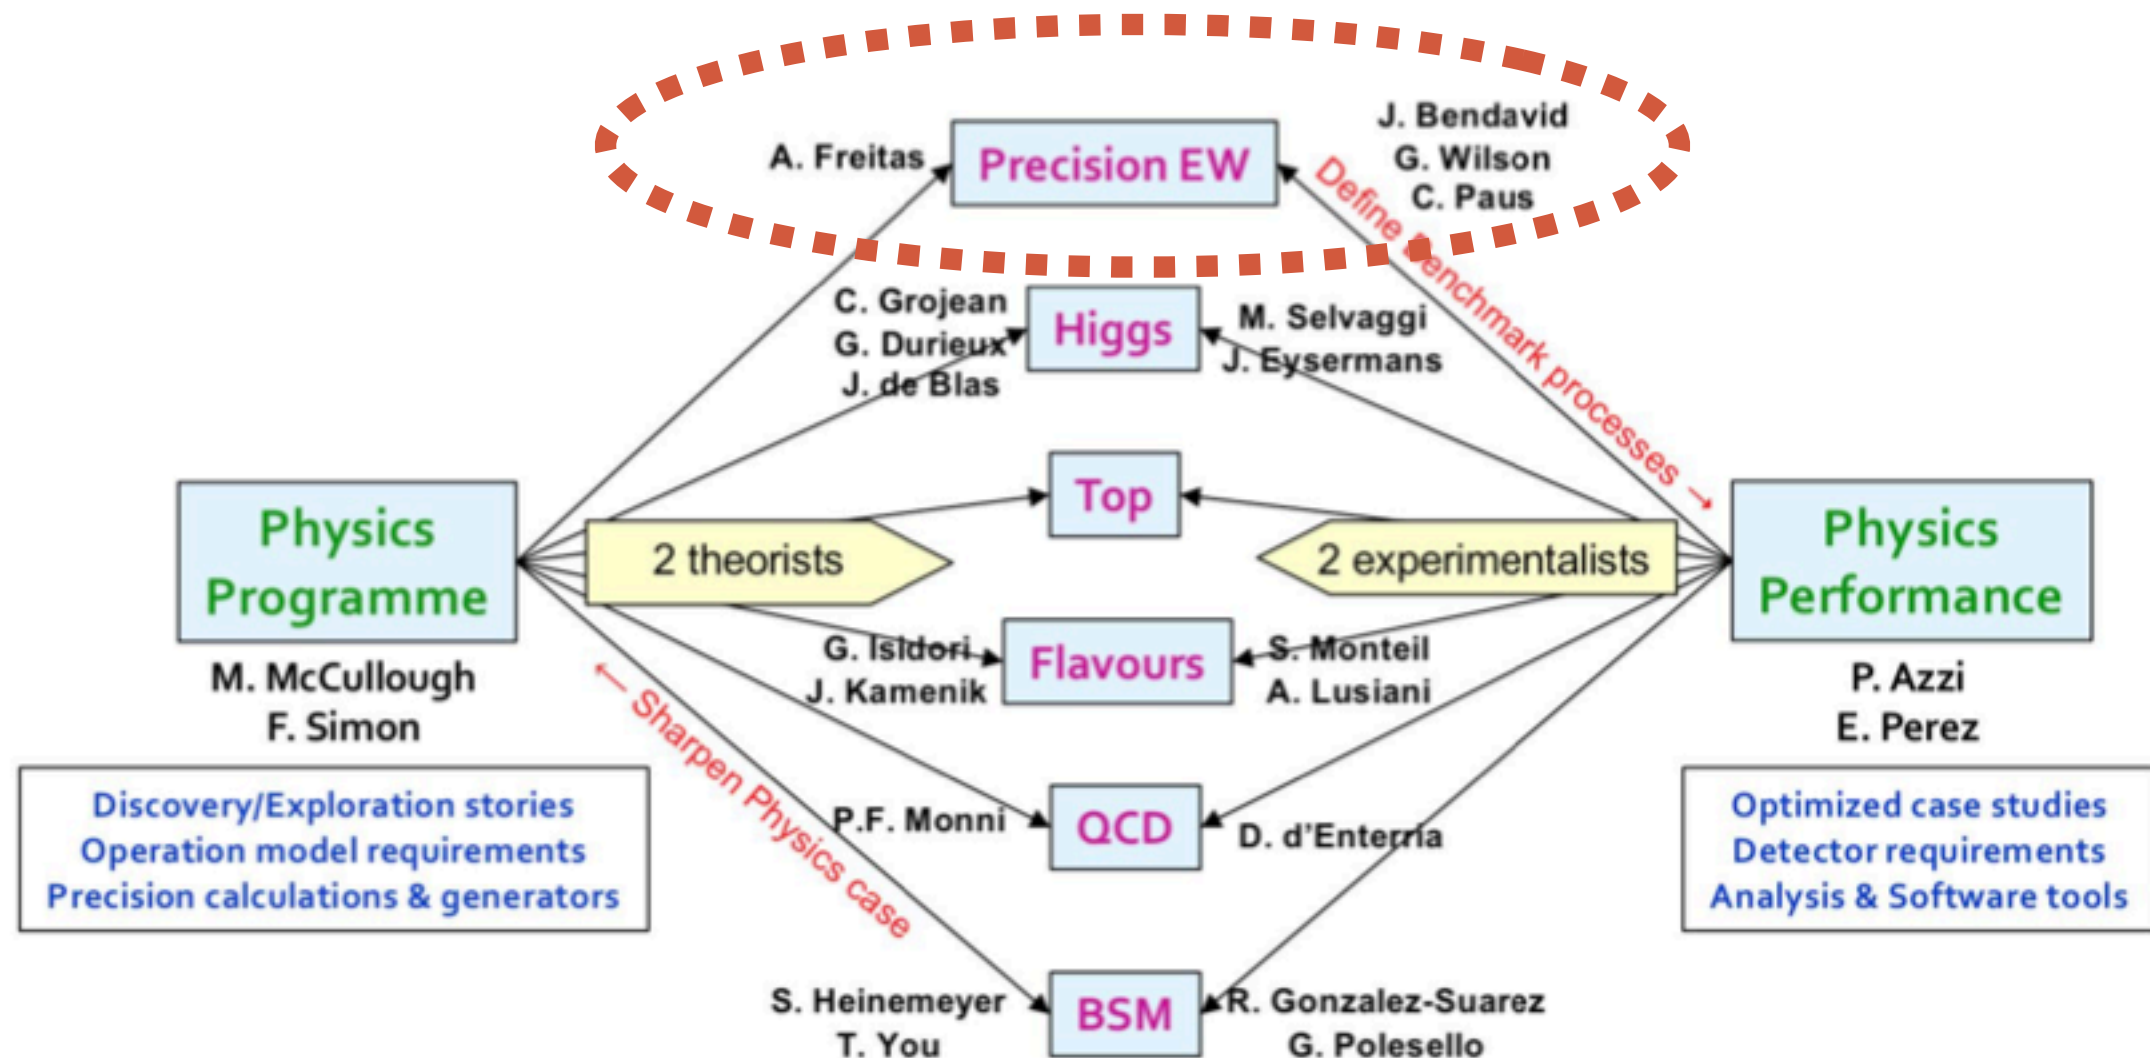 J. Bendavid
A. Freitas
Precision EW
G. Wilson
C. Paus
Define Benchmark processes →
C. Grojean
G. Durieux
J. de Blas
Higgs
M. Selvaggi
J. Eysermans
Top
Physics
Programme
2 theorists
2 experimentalists
Physics
Performance
M. McCullough
F. Simon
G. Isidori
J. Kamenik
Flavours
S. Monteil
A. Lusiani
P. Azzi
E. Perez
← Sharpen Physics case
Discovery/Exploration stories
Operation model requirements
Precision calculations & generators
P.F. Monni
QCD
D. d'Enterria
Optimized case studies
Detector requirements
Analysis & Software tools
S. Heinemeyer
T. You
BSM
R. Gonzalez-Suarez
G. Polesello